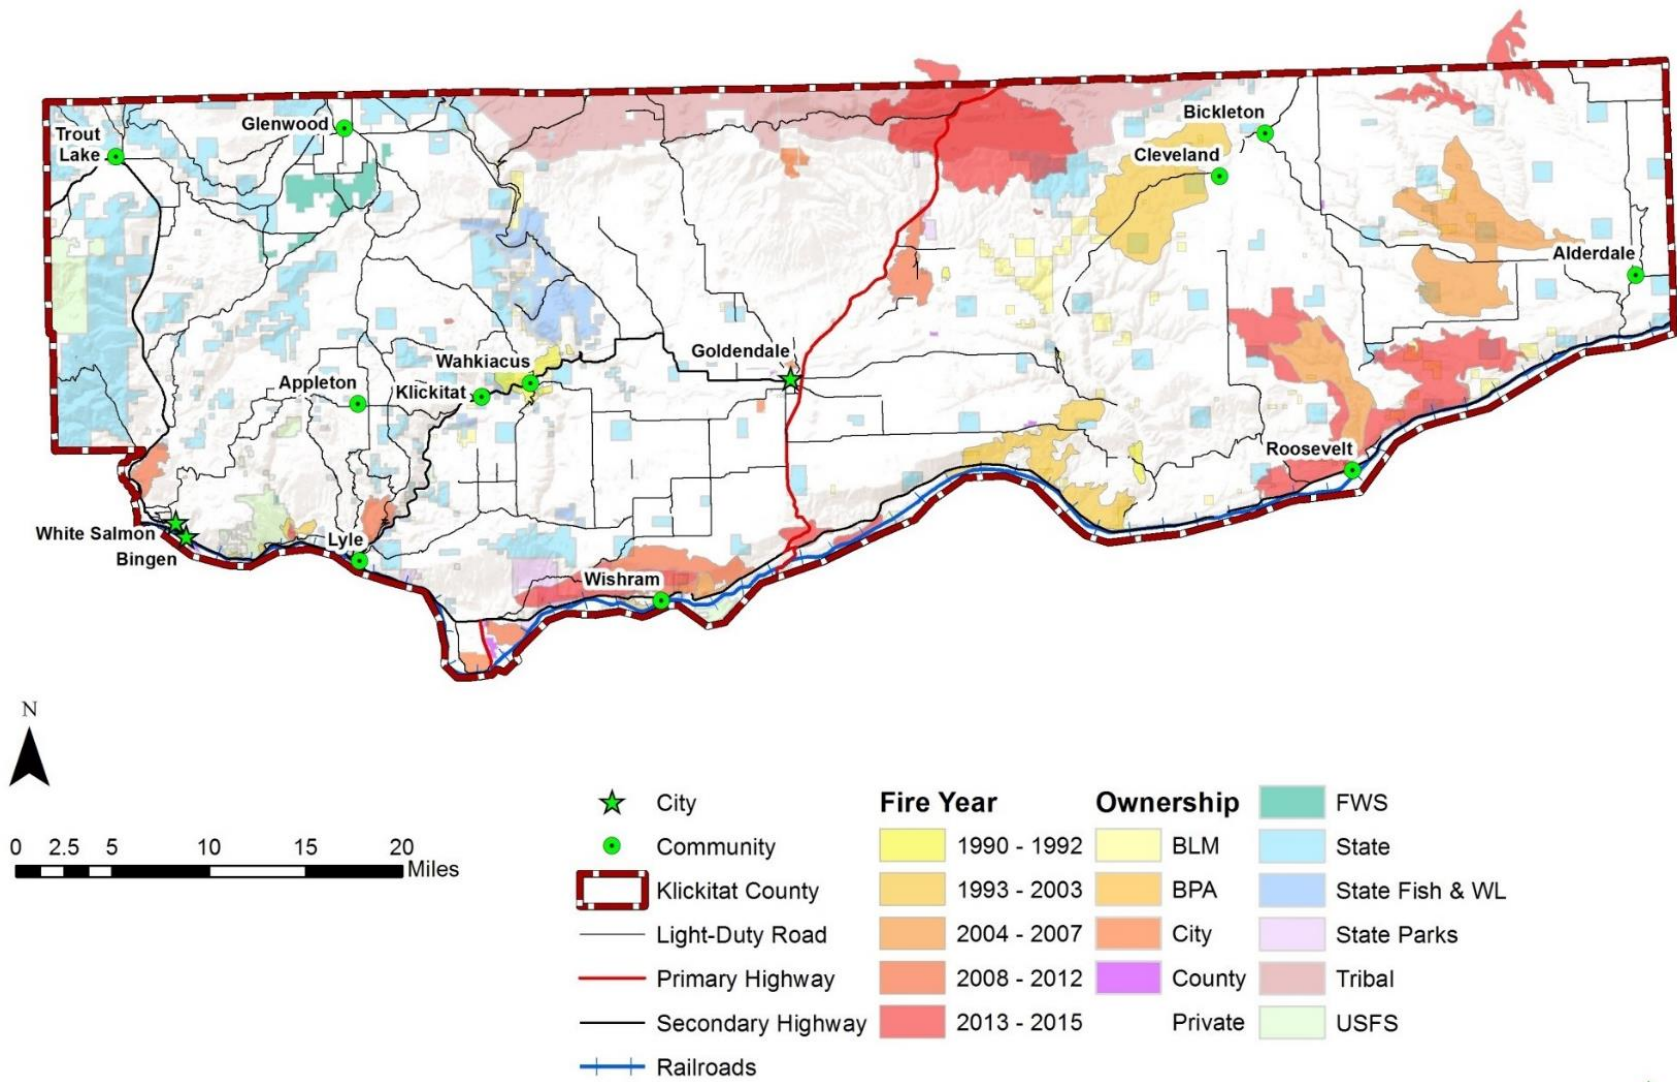 Trout
Lake
Glenwood
Bickleton
Cleveland
Alderdale
Goldendale
Wahkiacus
Appleton
Klickitat
Roosevelt
White Salmon
Bingen
Lyle
Wishram
N
0 2.5 5 10 15 20
Miles
City
Community
Klickitat County
Light-Duty Road
Primary Highway
Secondary Highway
Railroads
Fire Year
1990 - 1992
1993 - 2003
2004 - 2007
2008 - 2012
2013 - 2015
Ownership
BLM
BPA
City
County
Private
FWS
State
State Fish & WL
State Parks
Tribal
USFS